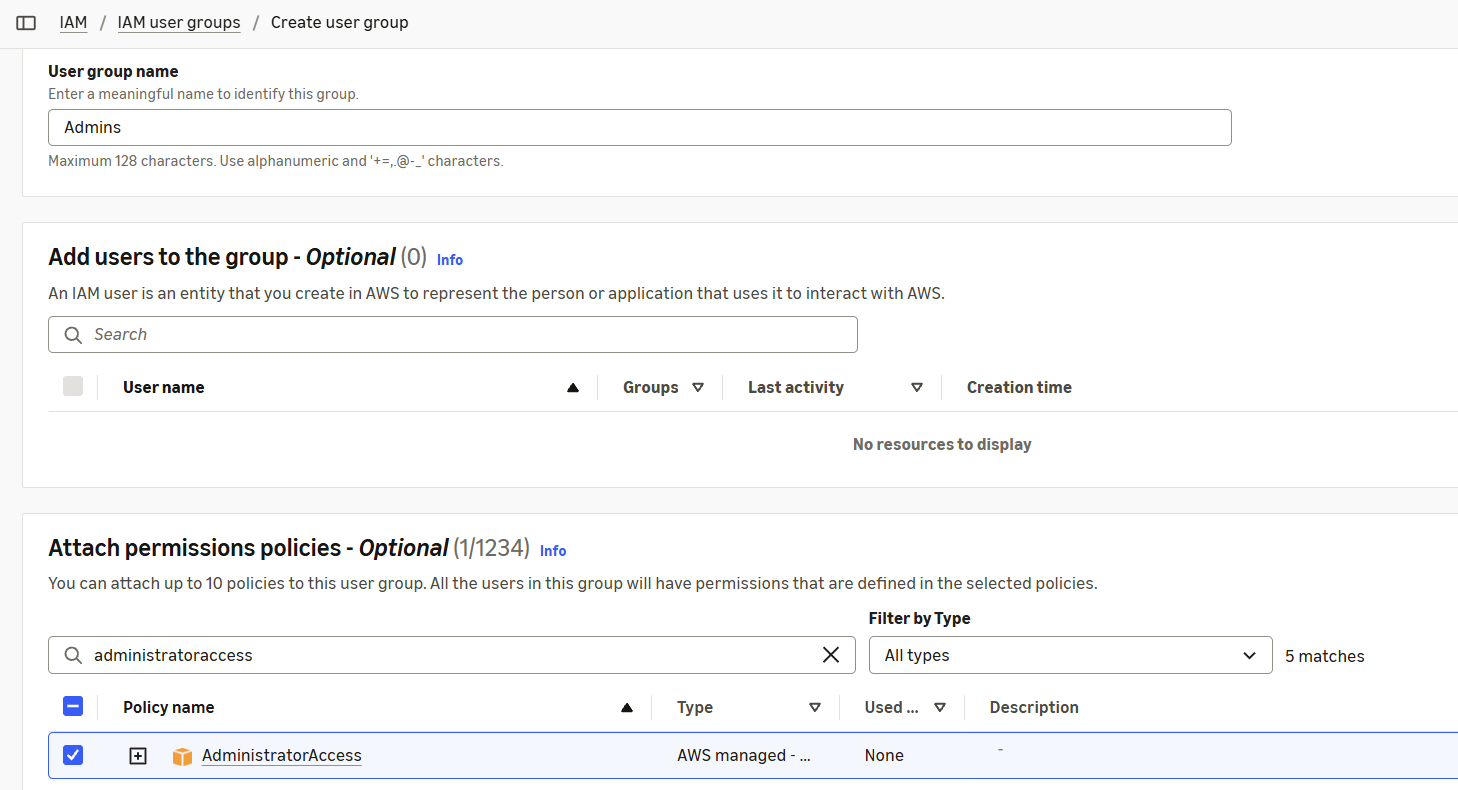 IAM / IAM user groups / Create user group
User group name
Enter a meaningful name to identify this group.
Admins
Maximum 128 characters. Use alphanumeric and '+=,.@-_' characters.
Add users to the group - Optional (0) Info
An IAM user is an entity that you create in AWS to represent the person or application that uses it to interact with AWS.
Search
User name Groups Last activity Creation time
No resources to display
Attach permissions policies - Optional (1/1234) Info
You can attach up to 10 policies to this user group. All the users in this group will have permissions that are defined in the selected policies.
Filter by Type
administratoraccess All types 5 matches
Policy name Type Used ... Description
AdministratorAccess AWS managed - ... None -